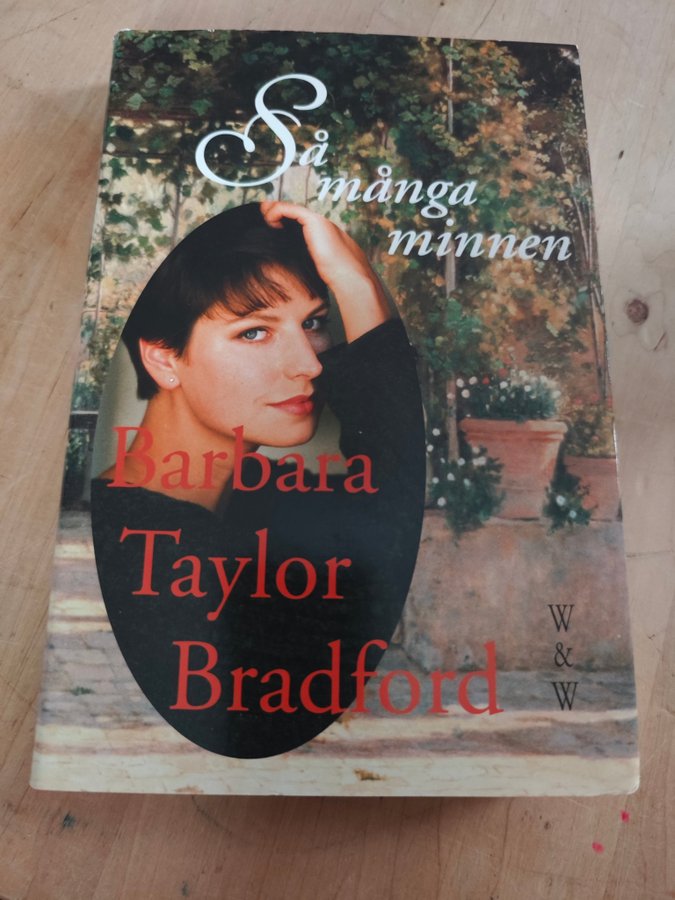 Så
många
minnen
Barbara
Taylor
Bradford
W
&
W